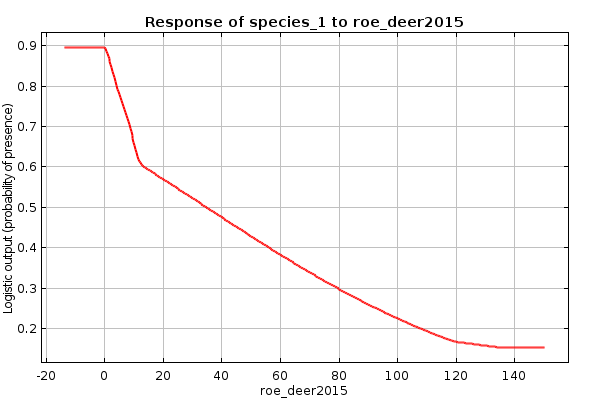 Response of species_1 to roe_deer2015
Logistic output (probability of presence)
0.9
0.8
0.7
0.6
0.5
0.4
0.3
0.2
-20 0 20 40 60 80 100 120 140
roe_deer2015